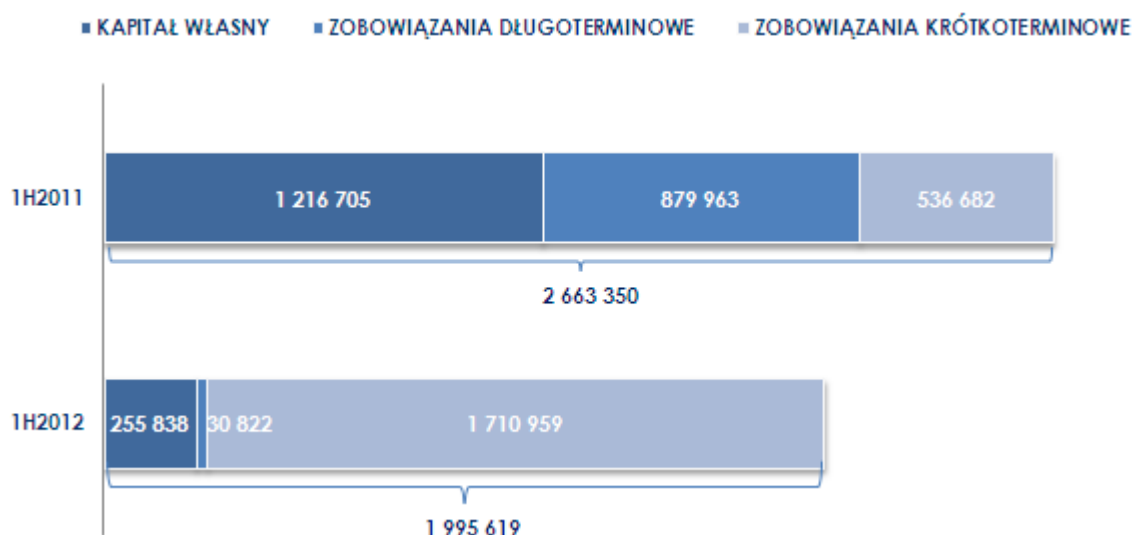 KAPITAŁ WŁASNY ZOBOWIĄZANIA DŁUGOTERMINOWE ZOBOWIĄZANIA KRÓTKOTERMINOWE
1H2011 1 216 705 879 963 536 682
2 663 350
1H2012 255 838 30 822 1 710 959
1 995 619